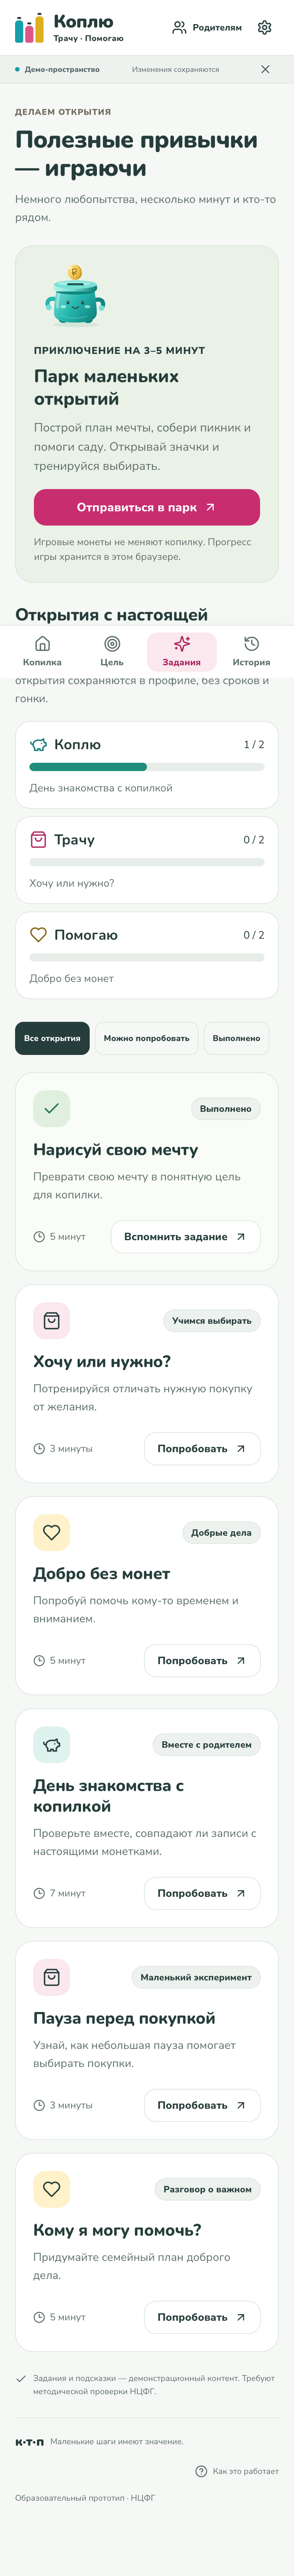 Коплю
Трачу · Помогаю
Родителям
Демо-пространство
Изменения сохраняются
ДЕЛАЕМ ОТКРЫТИЯ
Полезные привычки
— играючи
Немного любопытства, несколько минут и кто-то
рядом.
₽
ПРИКЛЮЧЕНИЕ НА 3–5 МИНУТ
Парк маленьких
открытий
Построй план мечты, собери пикник и
помоги саду. Открывай значки и
тренируйся выбирать.
Отправиться в парк
Игровые монеты не меняют копилку. Прогресс
игры хранится в этом браузере.
Открытия с настоящей
Копилка
Цель
Задания
История
открытия сохраняются в профиле, без сроков и
гонки.
Коплю
1 / 2
День знакомства с копилкой
Трачу
0 / 2
Хочу или нужно?
Помогаю
0 / 2
Добро без монет
Все открытия
Можно попробовать
Выполнено
Выполнено
Нарисуй свою мечту
Преврати свою мечту в понятную цель
для копилки.
5 минут
Вспомнить задание
Учимся выбирать
Хочу или нужно?
Потренируйся отличать нужную покупку
от желания.
3 минуты
Попробовать
Добрые дела
Добро без монет
Попробуй помочь кому-то временем и
вниманием.
5 минут
Попробовать
Вместе с родителем
День знакомства с
копилкой
Проверьте вместе, совпадают ли записи с
настоящими монетками.
7 минут
Попробовать
Маленький эксперимент
Пауза перед покупкой
Узнай, как небольшая пауза помогает
выбирать покупки.
3 минуты
Попробовать
Разговор о важном
Кому я могу помочь?
Придумайте семейный план доброго
дела.
5 минут
Попробовать
Задания и подсказки — демонстрационный контент. Требуют
методической проверки НЦФГ.
к·т·п
Маленькие шаги имеют значение.
Как это работает
Образовательный прототип · НЦФГ